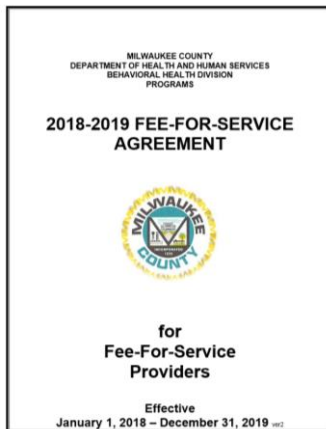 MILWAUKEE COUNTY
DEPARTMENT OF HEALTH AND HUMAN SERVICES
BEHAVIORAL HEALTH DIVISION
PROGRAMS
2018-2019 FEE-FOR-SERVICE
AGREEMENT
MILWAUKEE
COUNTY
for
Fee-For-Service
Providers
Effective
January 1, 2018 – December 31, 2019 ver2